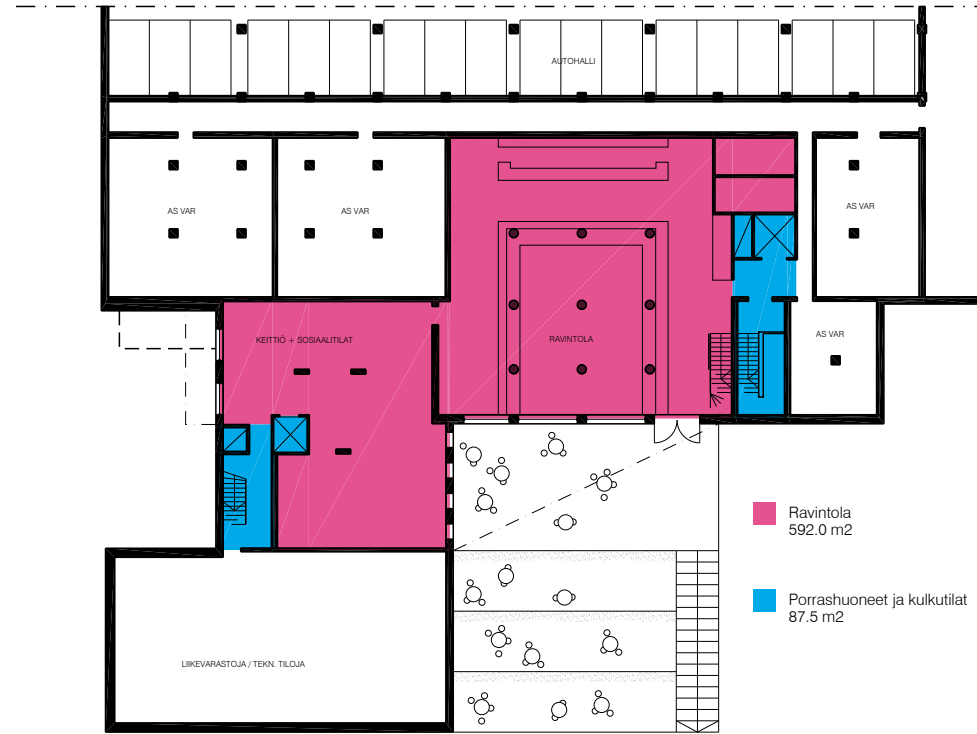 AUTOHALLI
AS VAR
AS VAR
AS VAR
KEITTIÖ + SOSIAALITILAT
RAVINTOLA
AS VAR
Ravintola
592.0 m2
Porrashuoneet ja kulkutilat
87.5 m2
LIIKEVARASTOJA / TEKN. TILOJA